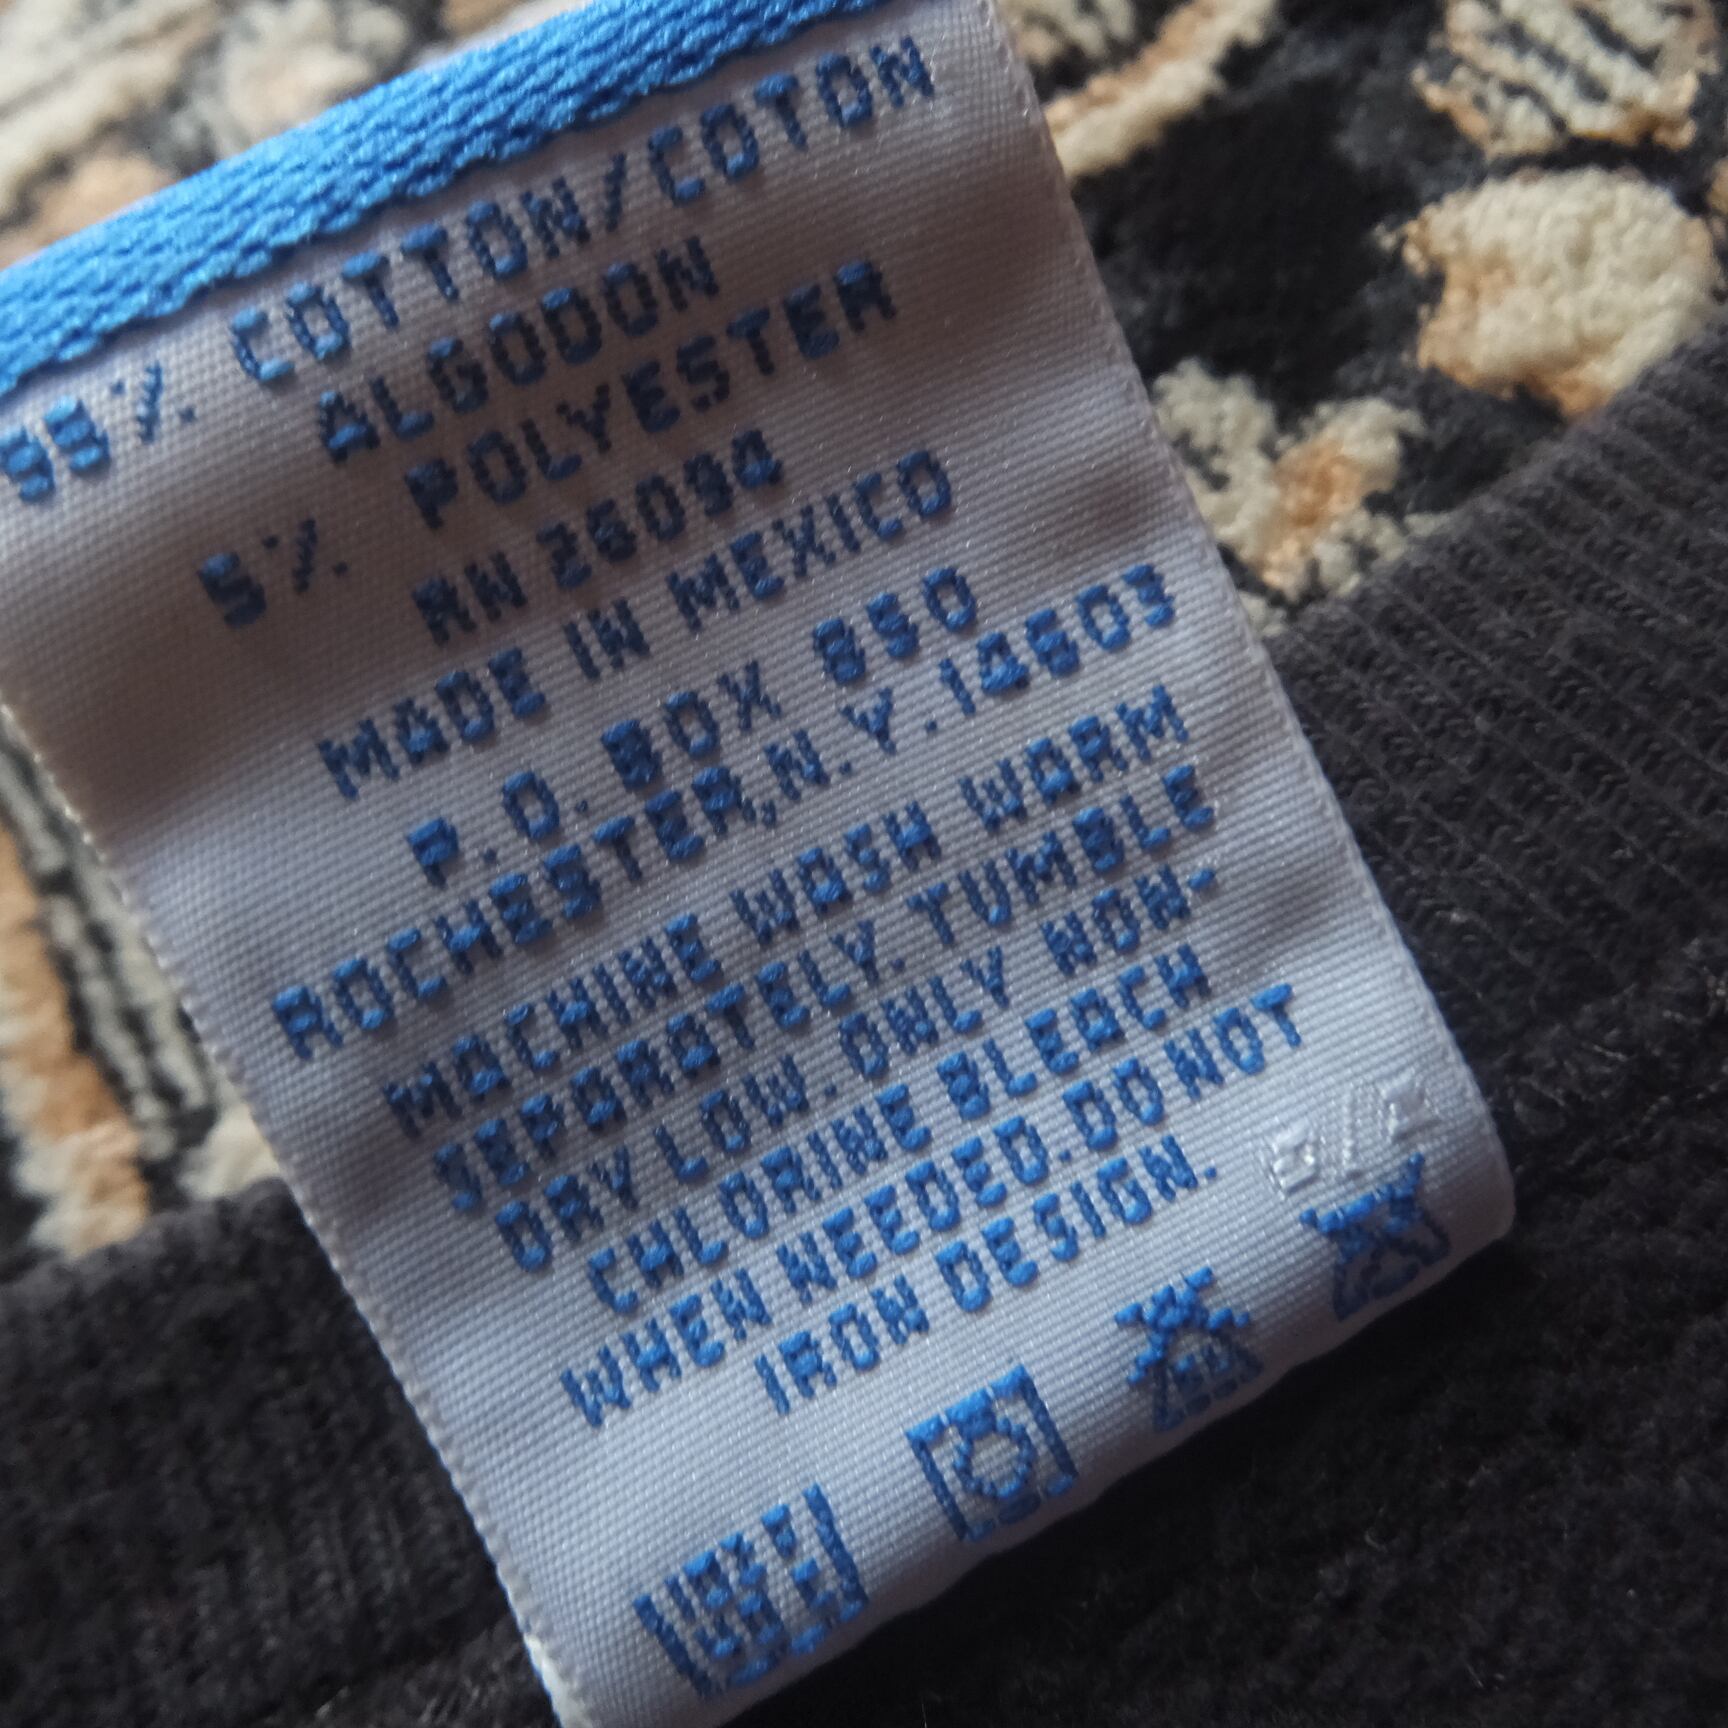 95% COTTON/COTON
ALGODON
5% POLYESTER
RN 26094
MADE IN MEXICO
P.O. BOX 850
ROCHESTER,N.Y.14603
MACHINE WASH WARM
SEPARATELY. TUMBLE
DRY LOW. ONLY NON-
CHLORINE BLEACH
WHEN NEEDED.DO NOT
IRON DESIGN.